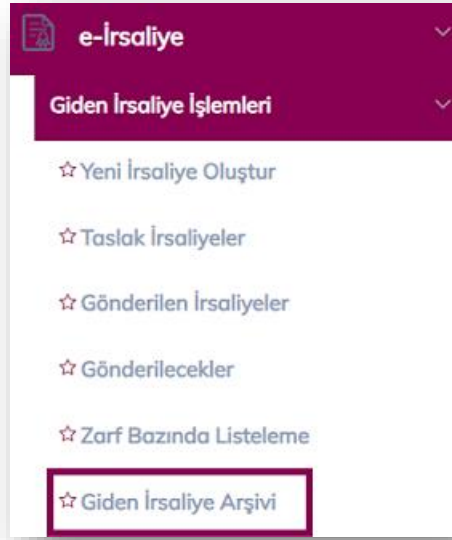 e-İrsaliye
Giden İrsaliye İşlemleri
Yeni İrsaliye Oluştur
Taslak İrsaliyeler
Gönderilen İrsaliyeler
Gönderilecekler
Zarf Bazında Listeleme
Giden İrsaliye Arşivi